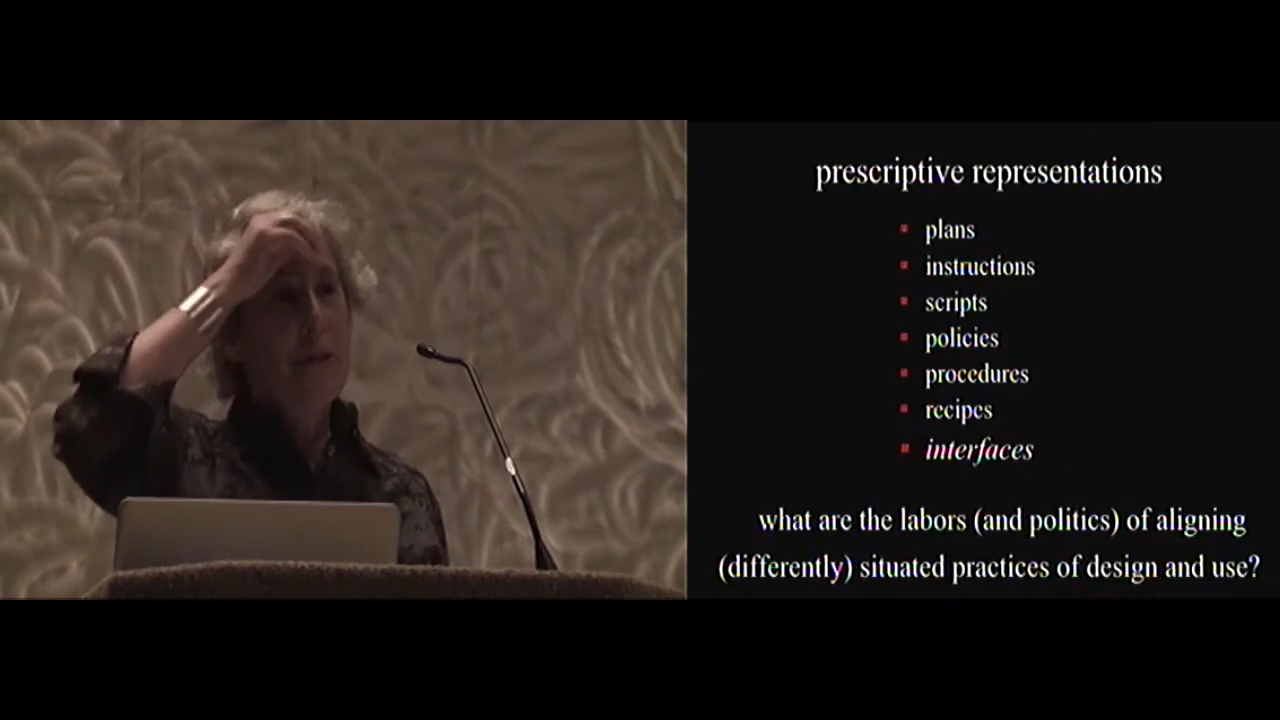 prescriptive representations
plans
instructions
scripts
policies
procedures
recipes
interfaces
what are the labors (and politics) of aligning
(differently) situated practices of design and use?